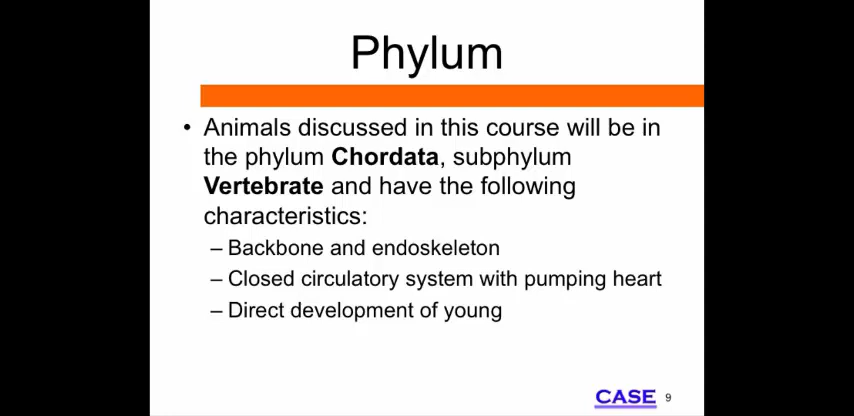 Phylum
• Animals discussed in this course will be in
the phylum Chordata, subphylum
Vertebrate and have the following
characteristics:
– Backbone and endoskeleton
– Closed circulatory system with pumping heart
– Direct development of young
CASE 9